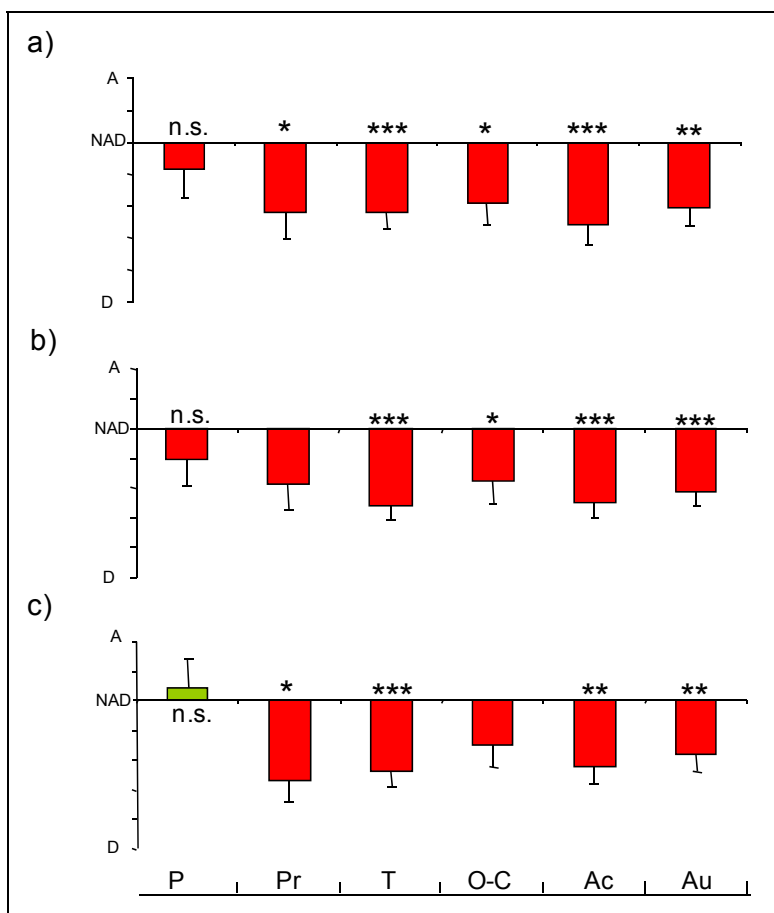 a)
A
n.s. * *** * *** **
NAD
D
b)
A
n.s. *** * *** ***
NAD
D
c)
A
* *** ** **
NAD
n.s.
D
P Pr T O-C Ac Au